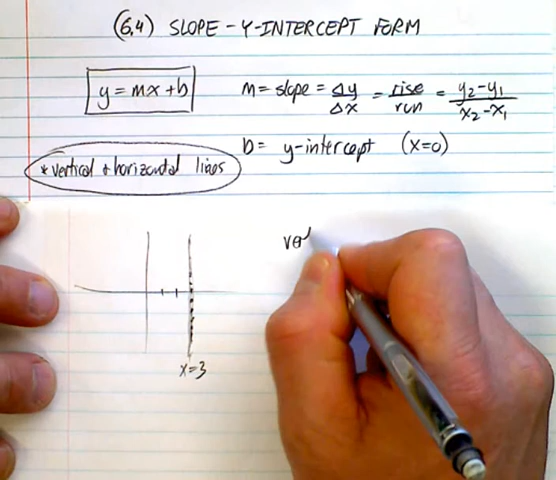 (6.4) SLOPE-Y-INTERCEPT FORM
y = mx + b
m = slope = Δy/Δx = rise/run = y₂-y₁/x₂-x₁
b = y-intercept (x=0)
* vertical + horizontal lines
x=3
ver